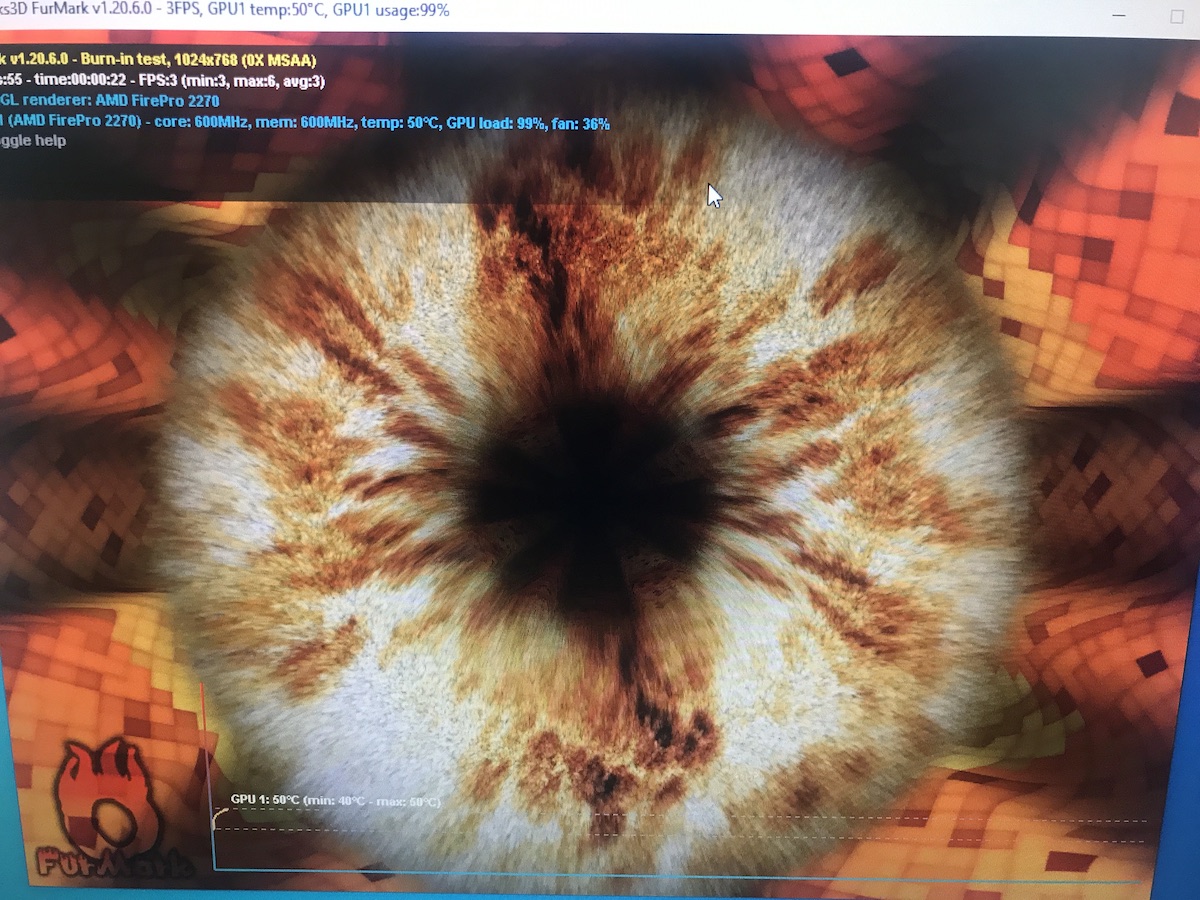 ks3D FurMark v1.20.6.0 - 3FPS, GPU1 temp:50°C, GPU1 usage:99%
k v1.20.6.0 - Burn-in test, 1024x768 (0X MSAA)
s:55 - time:00:00:22 - FPS:3 (min:3, max:6, avg:3)
GL renderer: AMD FirePro 2270
1 (AMD FirePro 2270) - core: 600MHz, mem: 600MHz, temp: 50°C, GPU load: 99%, fan: 36%
ggle help
GPU 1: 50°C (min: 40°C - max: 50°C)
FurMark